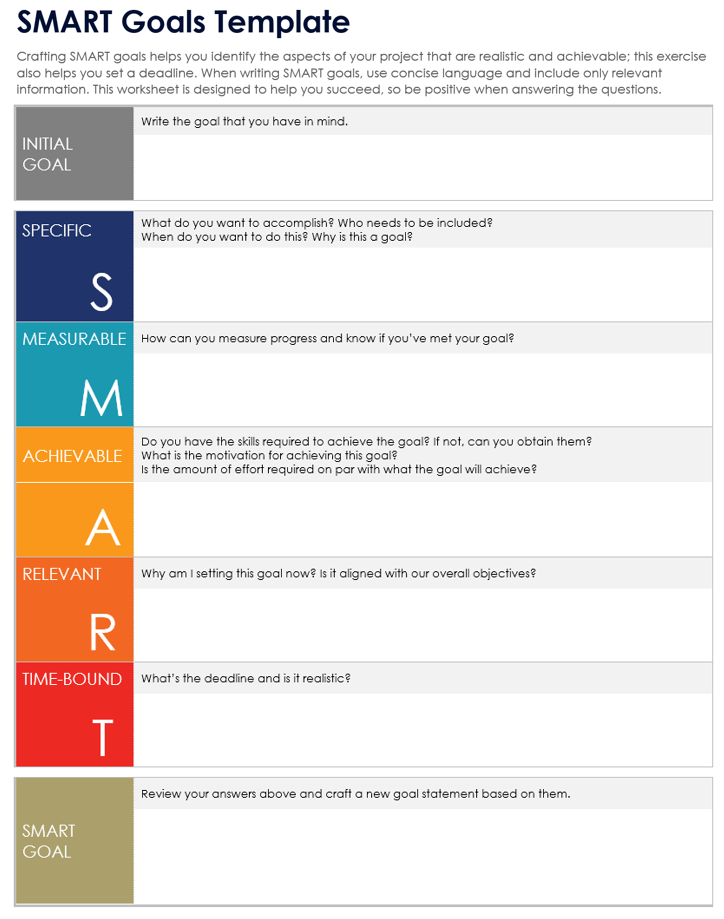 SMART Goals Template
Crafting SMART goals helps you identify the aspects of your project that are realistic and achievable; this exercise
also helps you set a deadline. When writing SMART goals, use concise language and include only relevant
information. This worksheet is designed to help you succeed, so be positive when answering the questions.
INITIAL
GOAL
Write the goal that you have in mind.
SPECIFIC
S
What do you want to accomplish? Who needs to be included?
When do you want to do this? Why is this a goal?
MEASURABLE
M
How can you measure progress and know if you’ve met your goal?
ACHIEVABLE
A
Do you have the skills required to achieve the goal? If not, can you obtain them?
What is the motivation for achieving this goal?
Is the amount of effort required on par with what the goal will achieve?
RELEVANT
R
Why am I setting this goal now? Is it aligned with our overall objectives?
TIME-BOUND
T
What’s the deadline and is it realistic?
SMART
GOAL
Review your answers above and craft a new goal statement based on them.